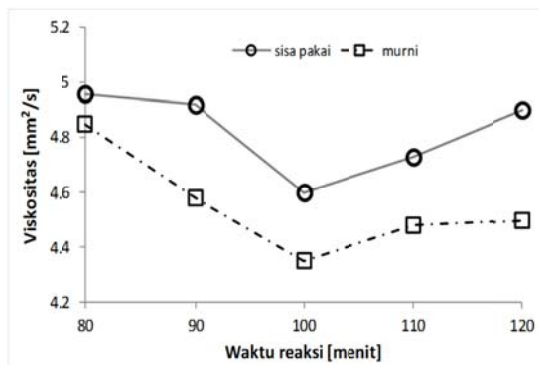 5.2
sisa pakai murni
5
4.8
4.6
4.4
4.2
80 90 100 110 120
Viskositas [mm²/s]
Waktu reaksi [menit]